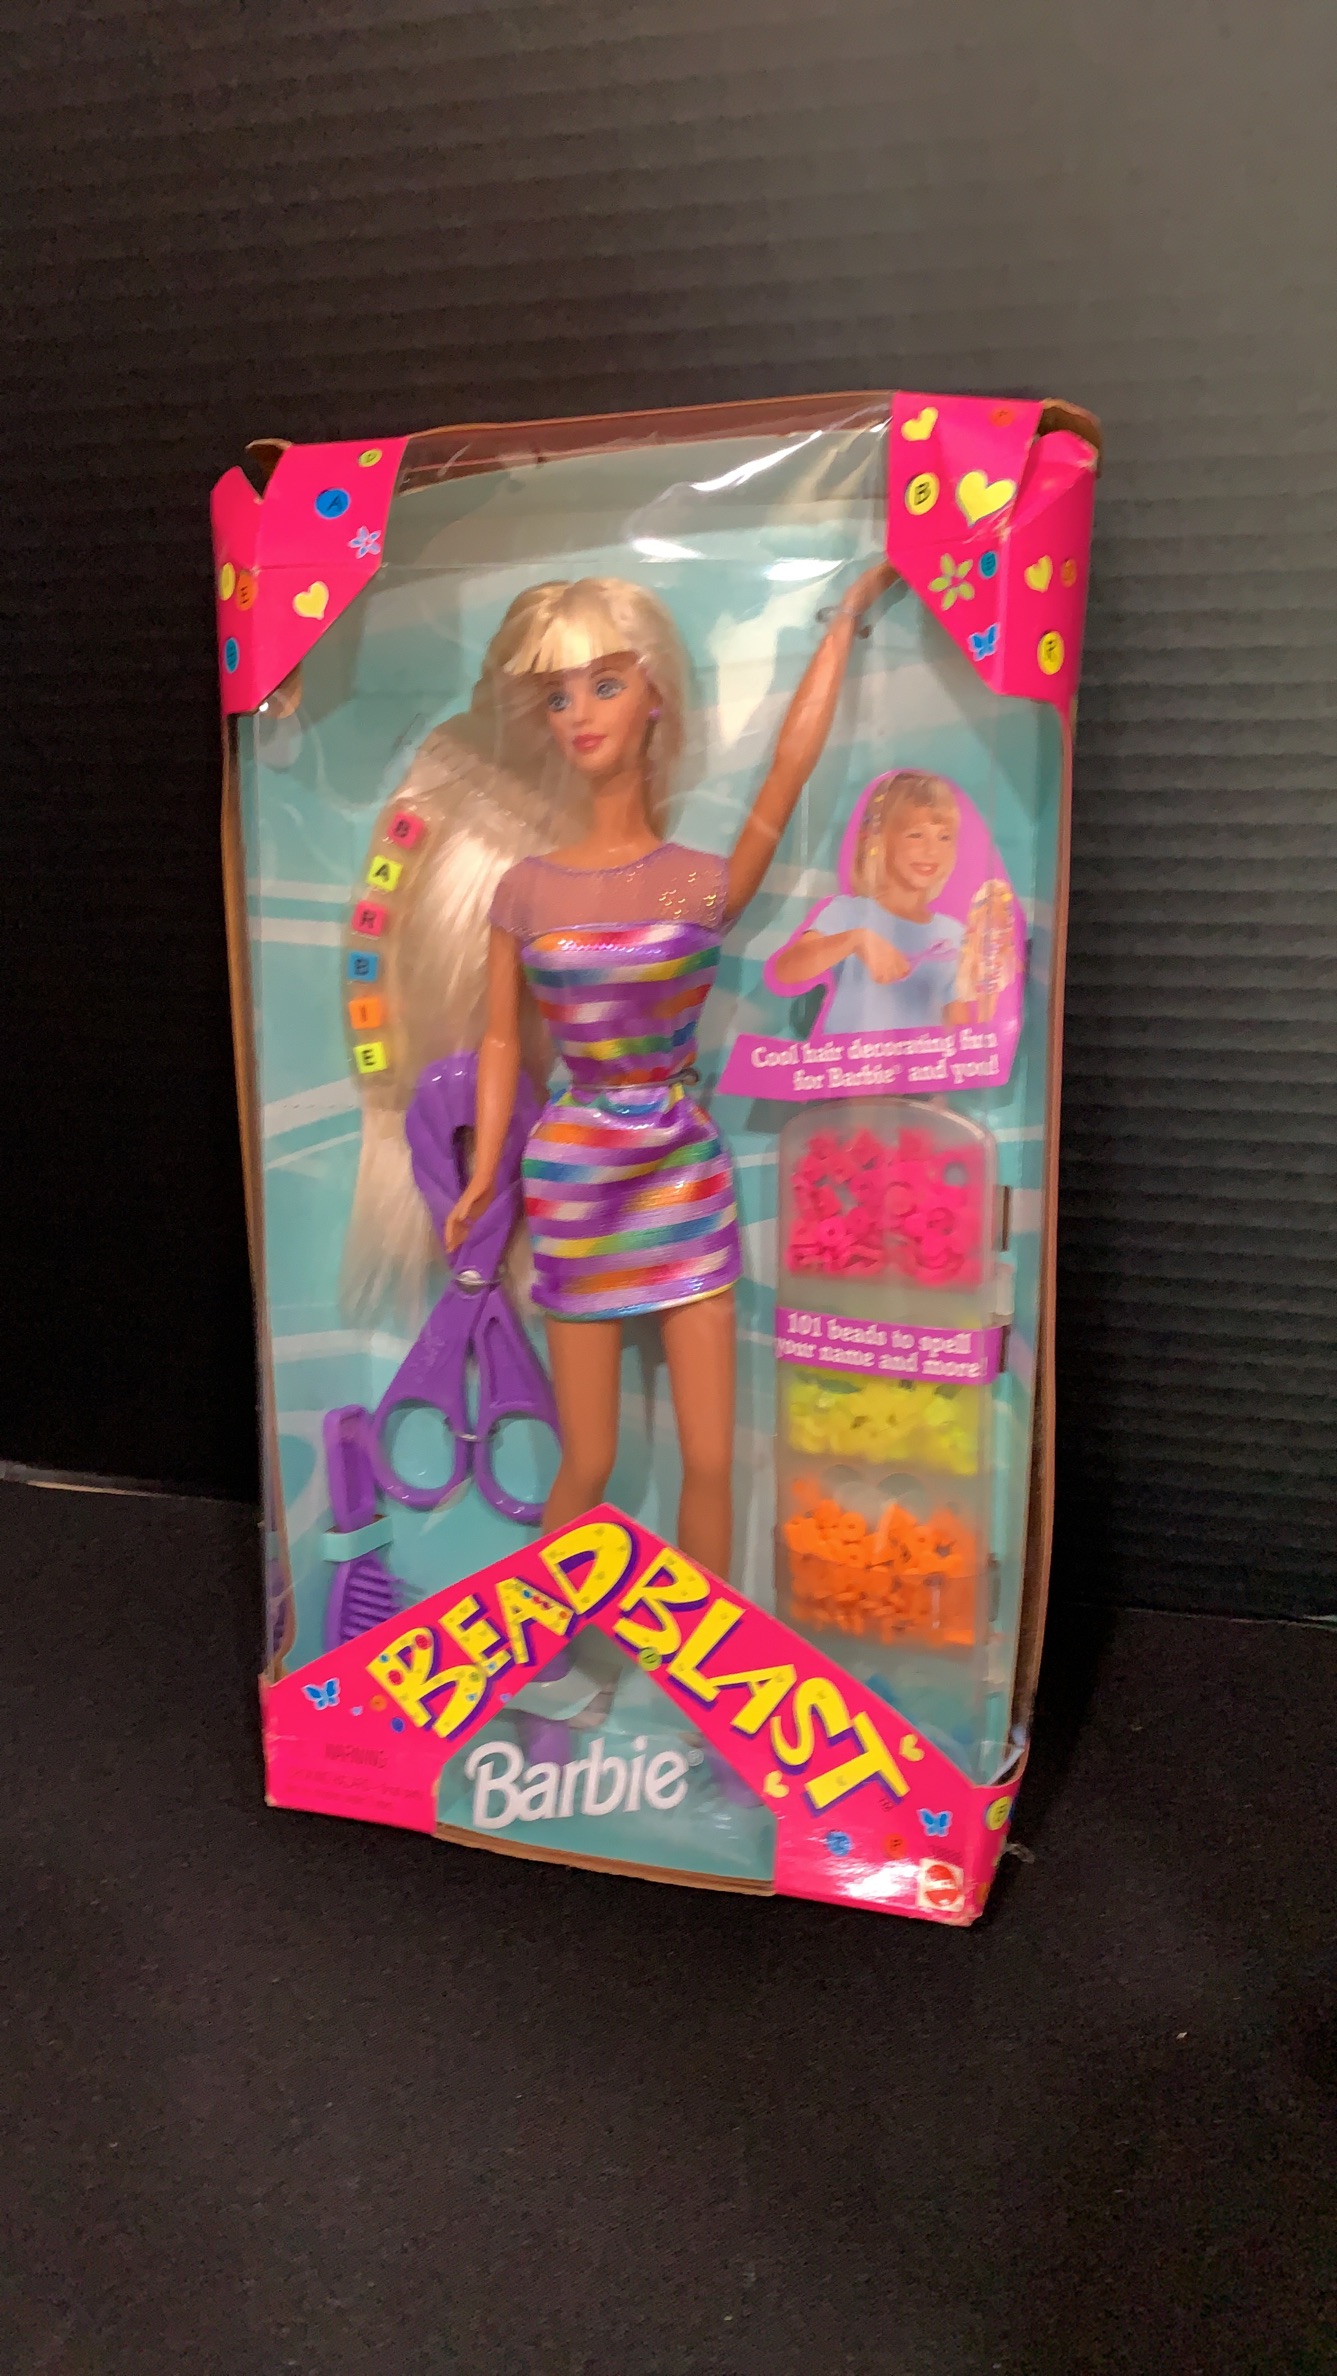 B
A
R
B
I
E
Cool hair decorating fun
for Barbie® and you!
101 beads to spell
your name and more!
BEAD BLAST™
Barbie®
WARNING: